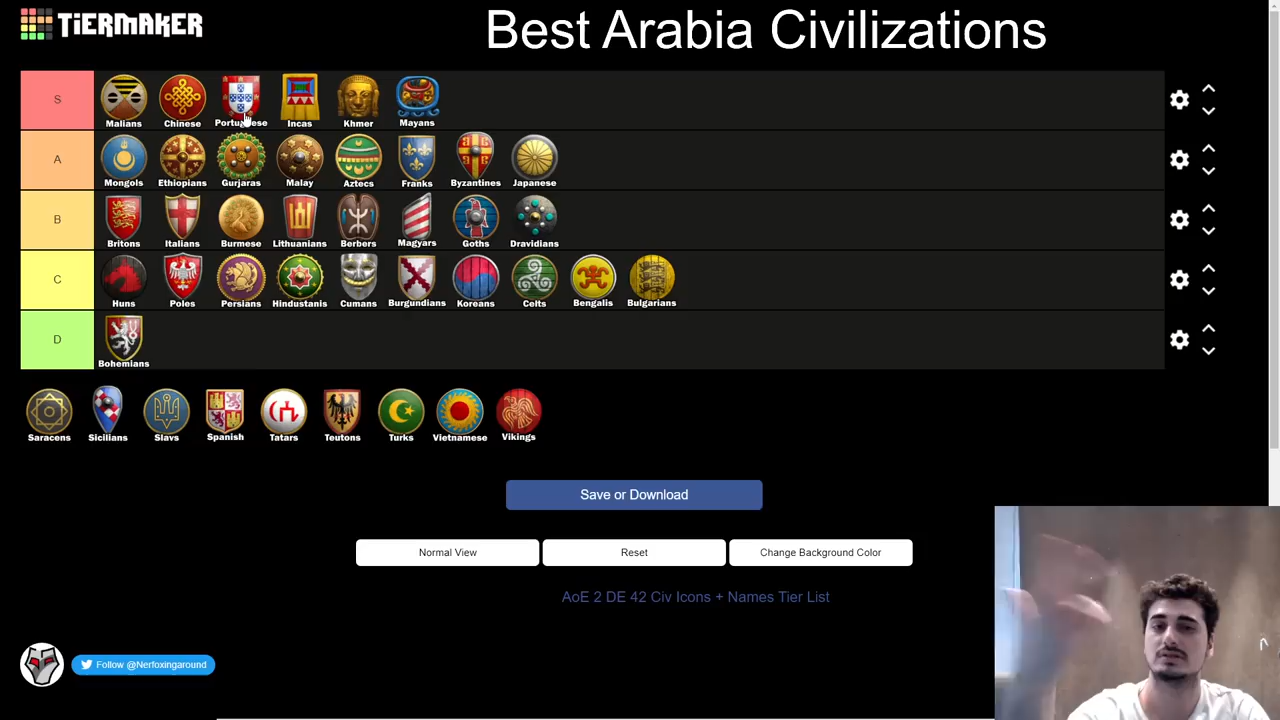 TIERMAKER
Best Arabia Civilizations
S
Malians Chinese Portuguese Incas Khmer Mayans
A
Mongols Ethiopians Gurjaras Malay Aztecs Franks Byzantines Japanese
B
Britons Italians Burmese Lithuanians Berbers Magyars Goths Dravidians
C
Huns Poles Persians Hindustanis Cumans Burgundians Koreans Celts Bengalis Bulgarians
D
Bohemians
Saracens Sicilians Slavs Spanish Tatars Teutons Turks Vietnamese Vikings
Save or Download
Normal View Reset Change Background Color
AoE 2 DE 42 Civ Icons + Names Tier List
Follow @Nerfoxingaround